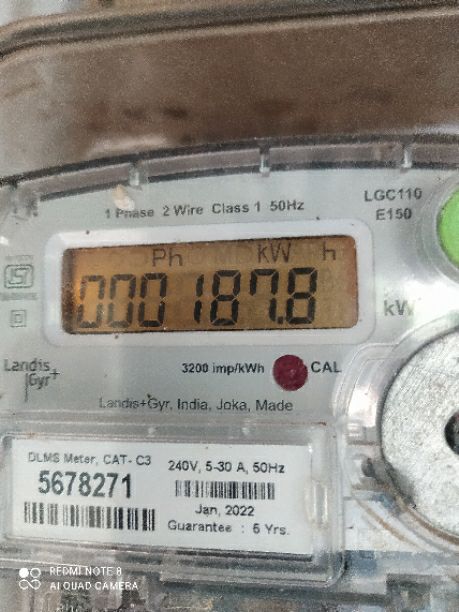 1 Phase 2 Wire Class 1 50Hz
LGC110
E150
Ph kW h
000187.8
kW
3200 imp/kWh CAL
Landis
Gyr+
Landis+Gyr, India, Joka, Made
DLMS Meter, CAT- C3
5678271
240V, 5-30 A, 50Hz
Jan, 2022
Guarantee : 5 Yrs.
REDMI NOTE 8
AI QUAD CAMERA